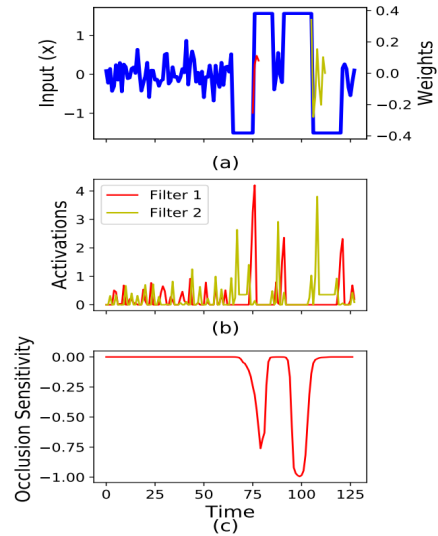 Input (x)
1
0
−1
0.4
0.2
0.0
−0.2
−0.4
Weights
(a)
Activations
4
3
2
1
0
Filter 1
Filter 2
(b)
Occlusion Sensitivity
0.00
−0.25
−0.50
−0.75
−1.00
0 25 50 75 100 125
Time
(c)